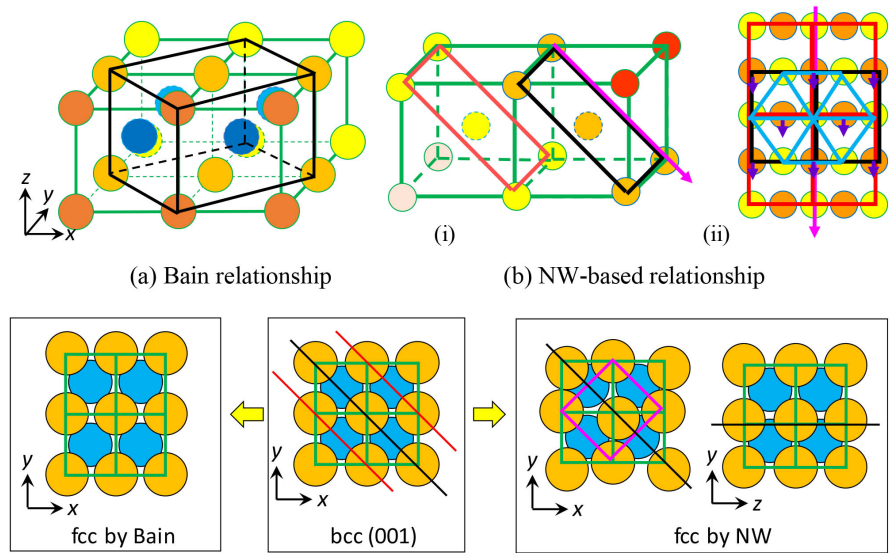 z
y
x
(i)
(ii)
(a) Bain relationship
(b) NW-based relationship
y
x
fcc by Bain
y
x
bcc (001)
y
x
y
z
fcc by NW